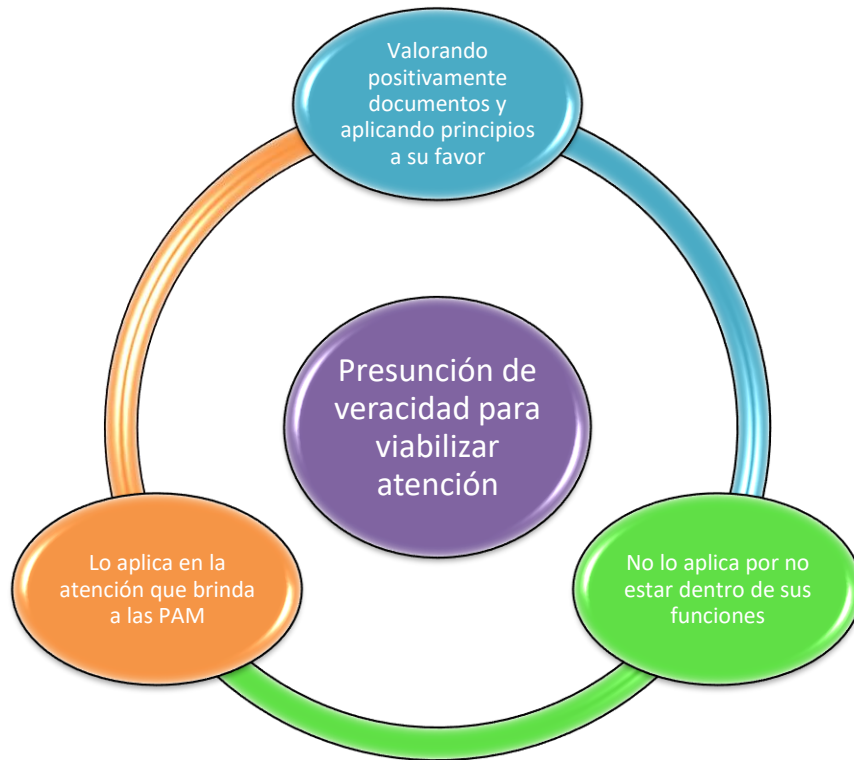 Valorando
positivamente
documentos y
aplicando principios
a su favor
Presunción de
veracidad para
viabilizar
atención
Lo aplica en la
atención que brinda
a las PAM
No lo aplica por no
estar dentro de sus
funciones